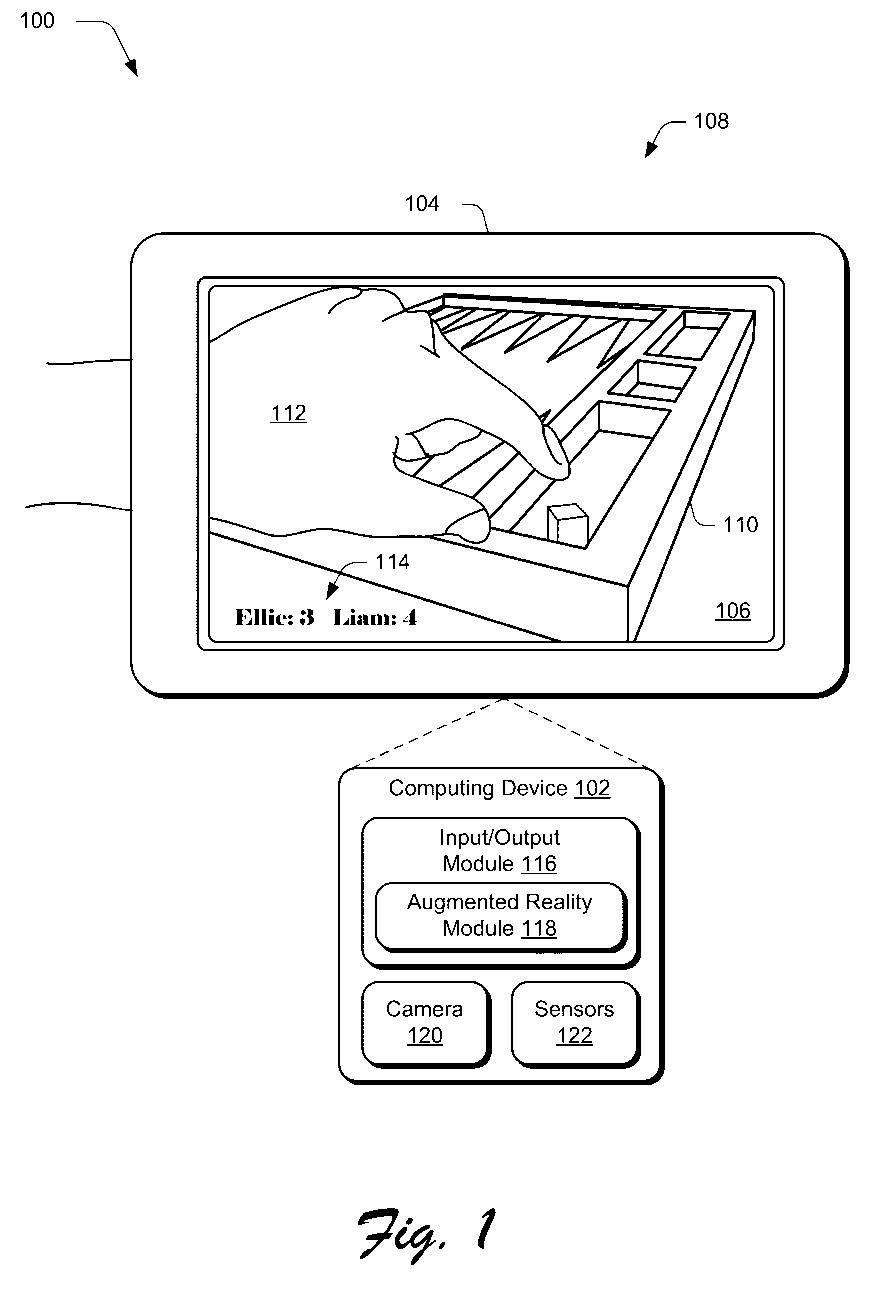 100
108
104
112
110
114
Ellie: 3 Liam: 4
106
Computing Device 102
Input/Output
Module 116
Augmented Reality
Module 118
Camera
120
Sensors
122
Fig. 1